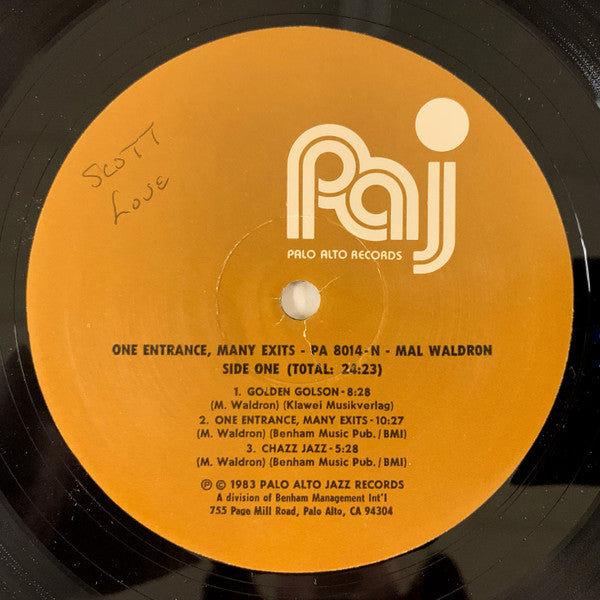 SCOTT
Love
Paj
PALO ALTO RECORDS
ONE ENTRANCE, MANY EXITS - PA 8014-N - MAL WALDRON
SIDE ONE (TOTAL: 24:23)
1. GOLDEN GOLSON - 8:28
(M. Waldron) (Klawei Musikverlag)
2. ONE ENTRANCE, MANY EXITS - 10:27
(M. Waldron) (Benham Music Pub. / BMI)
3. CHAZZ JAZZ - 5:28
(M. Waldron) (Benham Music Pub. / BMI)
℗ © 1983 PALO ALTO JAZZ RECORDS
A division of Benham Management Int'l
755 Page Mill Road, Palo Alto, CA 94304